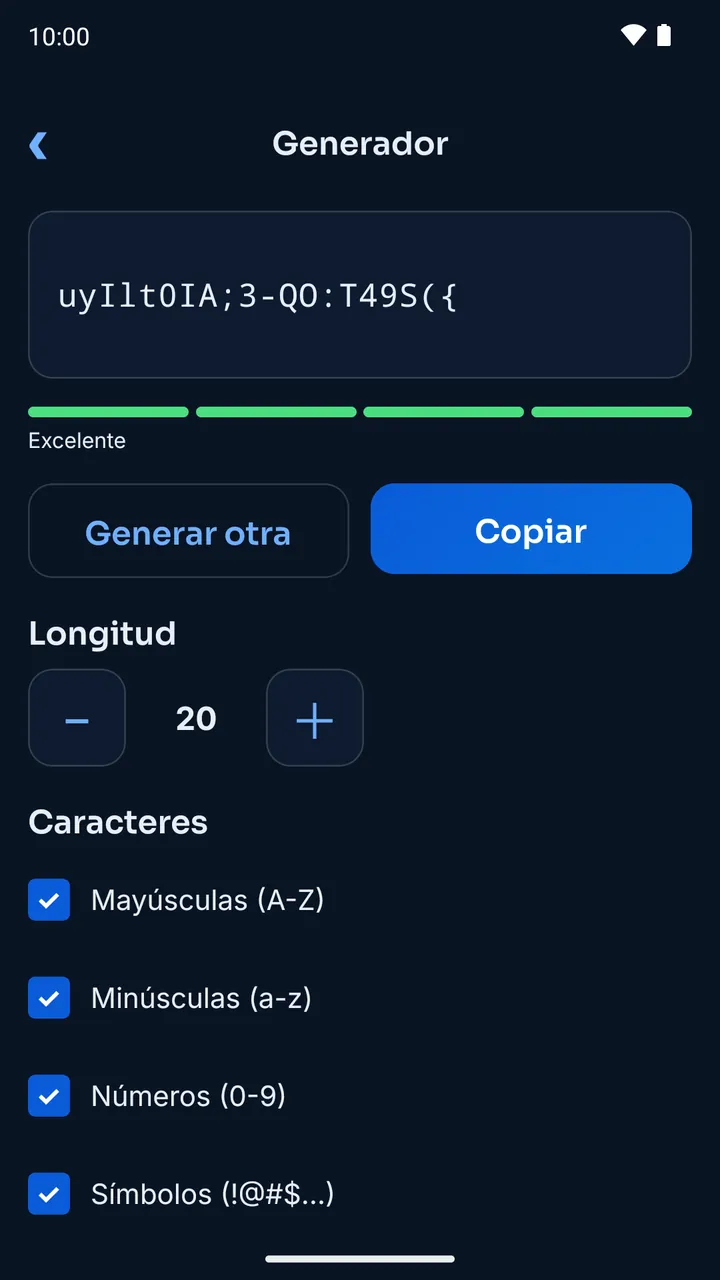 10:00
Generador
uyIlt0IA;3-QO:T49S({
Excelente
Generar otra
Copiar
Longitud
20
Caracteres
Mayúsculas (A-Z)
Minúsculas (a-z)
Números (0-9)
Símbolos (!@#$...)